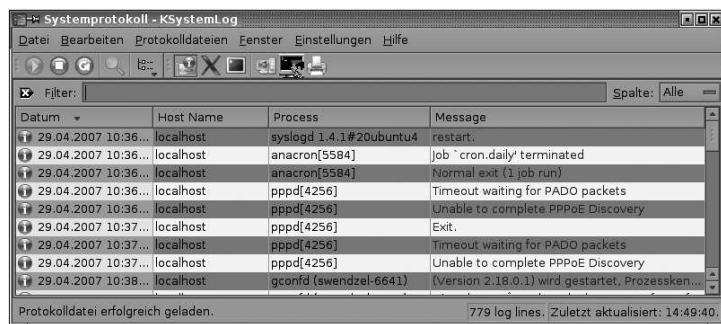 Systemprotokoll - KSystemLog
Datei Bearbeiten Protokolldateien Fenster Einstellungen Hilfe
Filter: Spalte: Alle
Datum Host Name Process Message
29.04.2007 10:36... localhost syslogd 1.4.1#20ubuntu4 restart.
29.04.2007 10:36... localhost anacron[5584] Job `cron.daily' terminated
29.04.2007 10:36... localhost anacron[5584] Normal exit (1 job run)
29.04.2007 10:36... localhost pppd[4256] Timeout waiting for PADO packets
29.04.2007 10:36... localhost pppd[4256] Unable to complete PPPoE Discovery
29.04.2007 10:37... localhost pppd[4256] Exit.
29.04.2007 10:37... localhost pppd[4256] Timeout waiting for PADO packets
29.04.2007 10:37... localhost pppd[4256] Unable to complete PPPoE Discovery
29.04.2007 10:38... localhost gconfd (swendzel-6641) (Version 2.18.0.1) wird gestartet, Prozessken...
Protokolldatei erfolgreich geladen. 779 log lines. Zuletzt aktualisiert: 14:49:40.